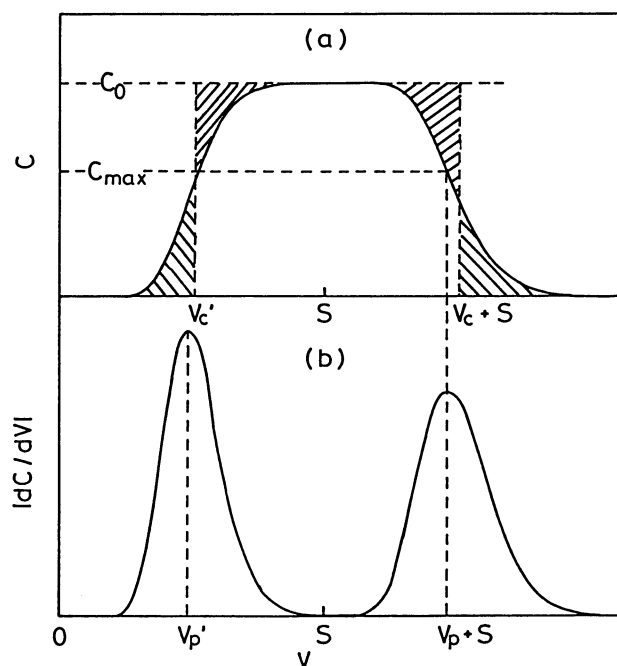 (a)
C₀
C
Cmax
Vc' S Vc + S
(b)
|dC/dV|
0 Vp' S Vp + S
V